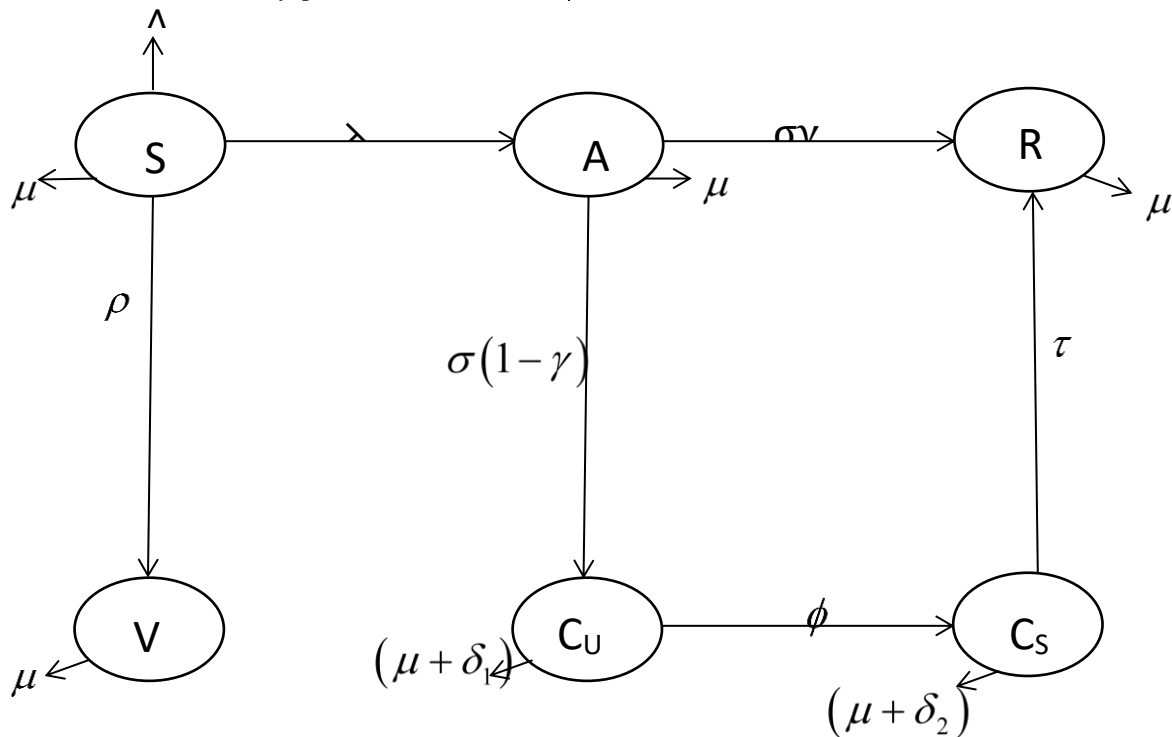 Λ
S
λ
A
σγ
R
μ
μ
μ
ρ
σ(1−γ)
τ
V
C_U
ϕ
C_S
μ
(μ+δ₁)
(μ+δ₂)